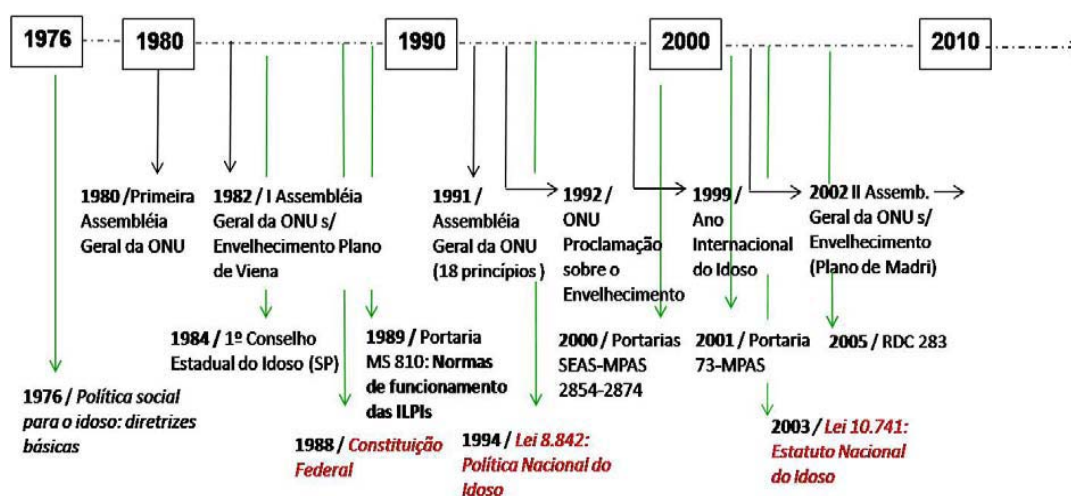 1976
1980
1990
2000
2010
1980 /Primeira
Assembléia
Geral da ONU
1982 / I Assembléia
Geral da ONU s/
Envelhecimento Plano
de Viena
1991 /
Assembléia
Geral da ONU
(18 princípios )
1992 /
ONU
Proclamação
sobre o
Envelhecimento
1999 /
Ano
Internacional
do Idoso
2002 II Assemb.
Geral da ONU s/
Envelhecimento
(Plano de Madri)
1984 / 1º Conselho
Estadual do Idoso (SP)
1989 / Portaria
MS 810: Normas
de funcionamento
das ILPIs
2000 / Portarias
SEAS-MPAS
2854-2874
2001 / Portaria
73-MPAS
2005 / RDC 283
1976 / Política social
para o idoso: diretrizes
básicas
1988 / Constituição
Federal
1994 / Lei 8.842:
Política Nacional do
Idoso
2003 / Lei 10.741:
Estatuto Nacional
do Idoso